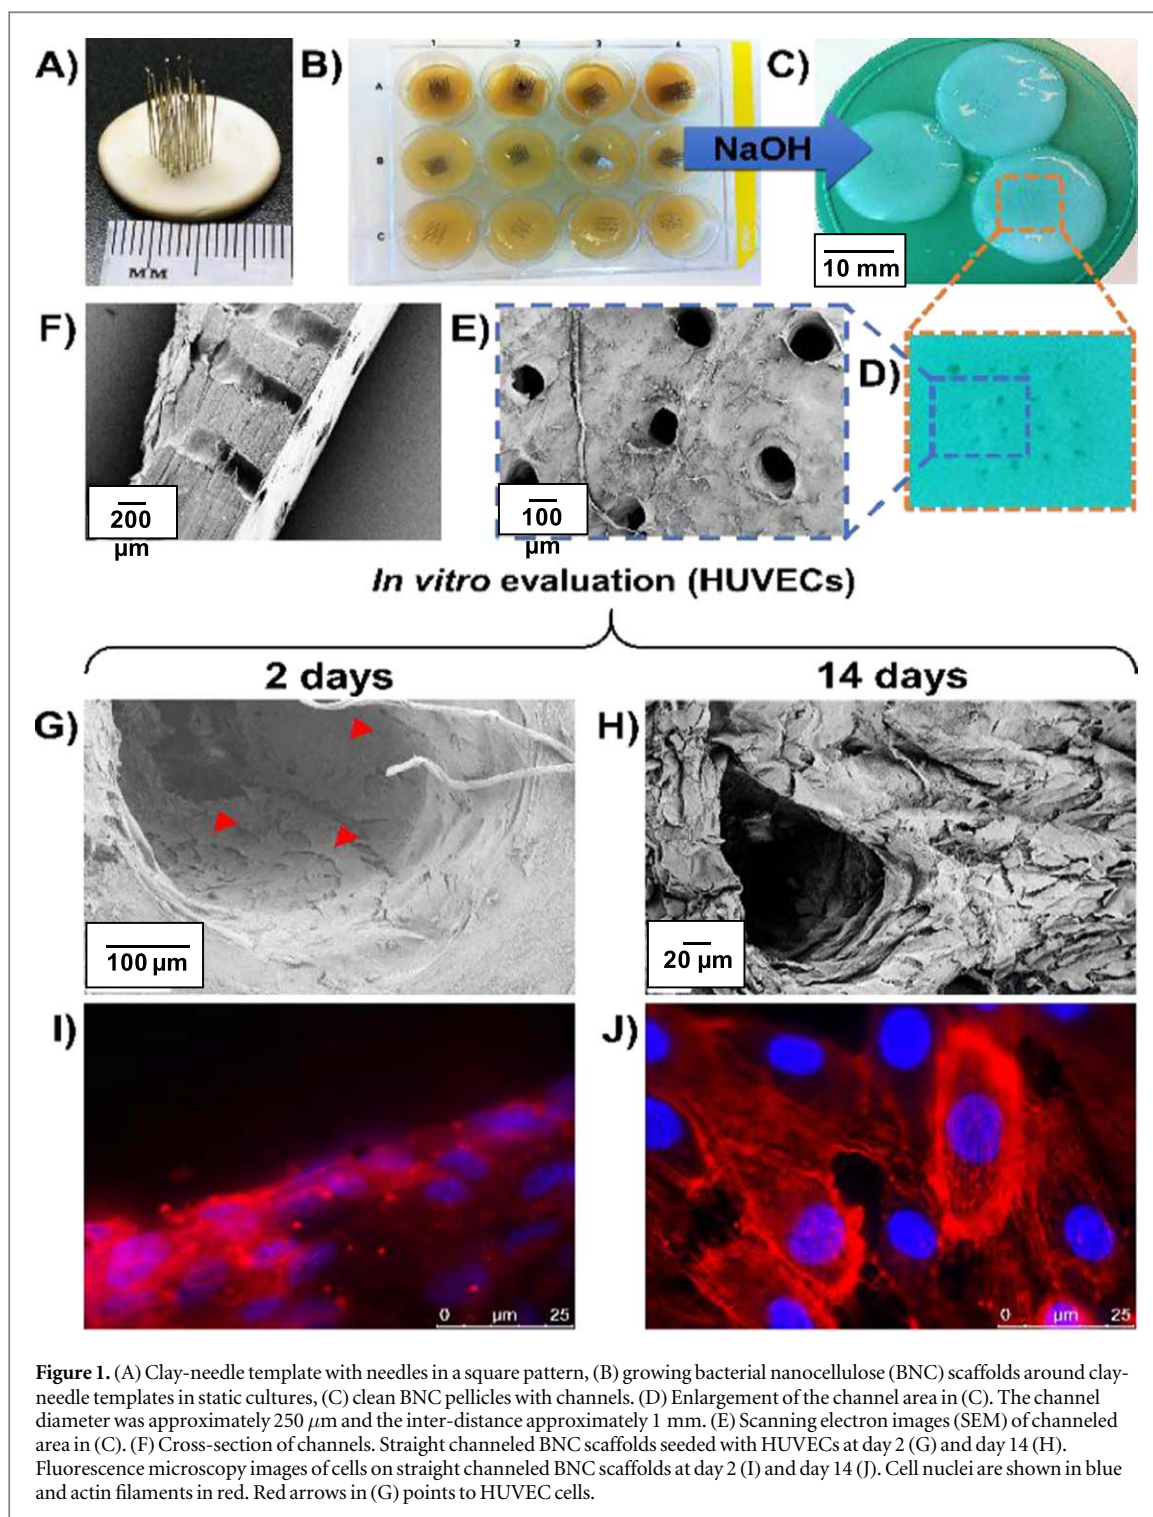 A)
B)
C)
1 2 3 4
A
B
C
MM
NaOH
10 mm
F)
E)
D)
200
µm
100
µm
In vitro evaluation (HUVECs)
2 days
14 days
G)
H)
100 µm
20 µm
I)
J)
0 µm 25
0 µm 25
Figure 1. (A) Clay-needle template with needles in a square pattern, (B) growing bacterial nanocellulose (BNC) scaffolds around clay-
needle templates in static cultures, (C) clean BNC pellicles with channels. (D) Enlargement of the channel area in (C). The channel
diameter was approximately 250 µm and the inter-distance approximately 1 mm. (E) Scanning electron images (SEM) of channeled
area in (C). (F) Cross-section of channels. Straight channeled BNC scaffolds seeded with HUVECs at day 2 (G) and day 14 (H).
Fluorescence microscopy images of cells on straight channeled BNC scaffolds at day 2 (I) and day 14 (J). Cell nuclei are shown in blue
and actin filaments in red. Red arrows in (G) points to HUVEC cells.